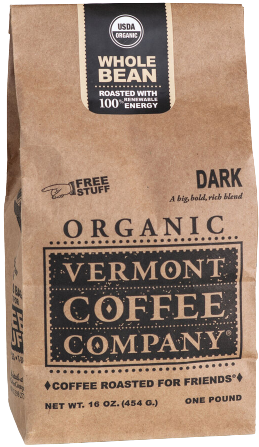 USDA
ORGANIC
WHOLE
BEAN
ROASTED WITH
100% RENEWABLE
ENERGY
FREE
STUFF
DARK
A big, bold, rich blend
ORGANIC
VERMONT
COFFEE
COMPANY®
♦COFFEE ROASTED FOR FRIENDS®♦
NET WT. 16 OZ. (454 G.) ONE POUND